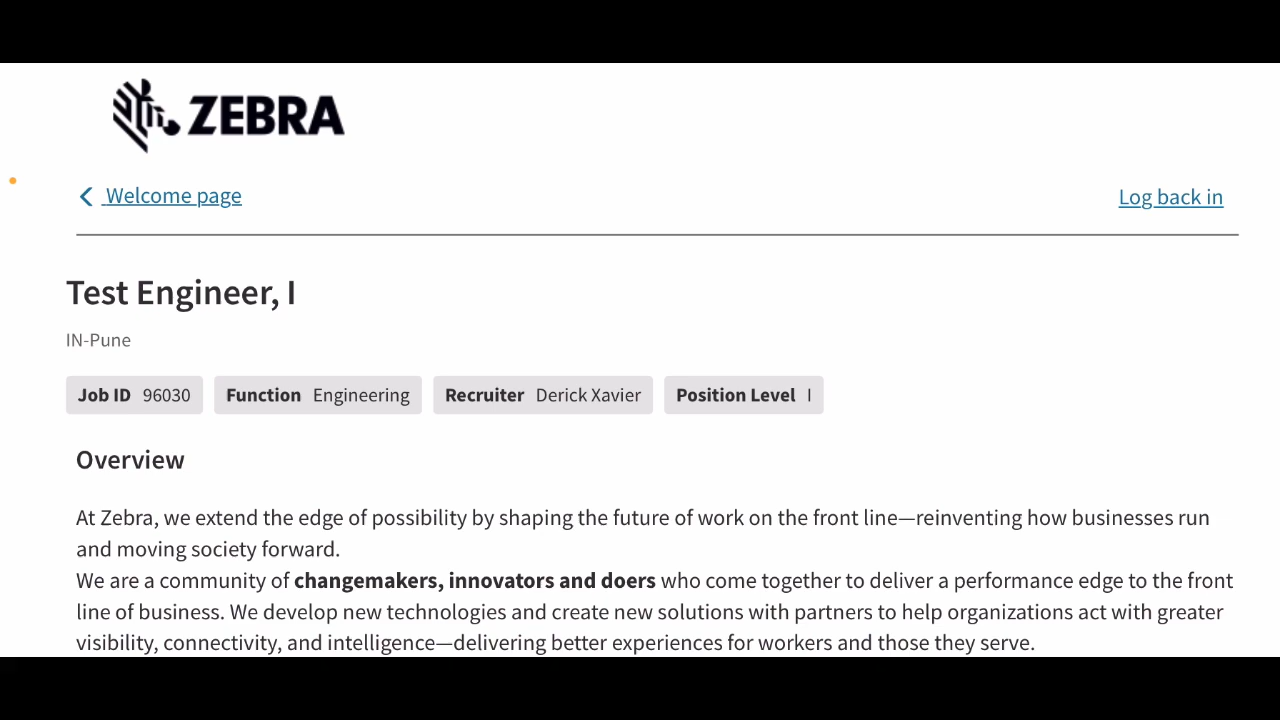 ZEBRA
Welcome page
Log back in
Test Engineer, I
IN-Pune
Job ID 96030 Function Engineering Recruiter Derick Xavier Position Level I
Overview
At Zebra, we extend the edge of possibility by shaping the future of work on the front line—reinventing how businesses run
and moving society forward.
We are a community of changemakers, innovators and doers who come together to deliver a performance edge to the front
line of business. We develop new technologies and create new solutions with partners to help organizations act with greater
visibility, connectivity, and intelligence—delivering better experiences for workers and those they serve.